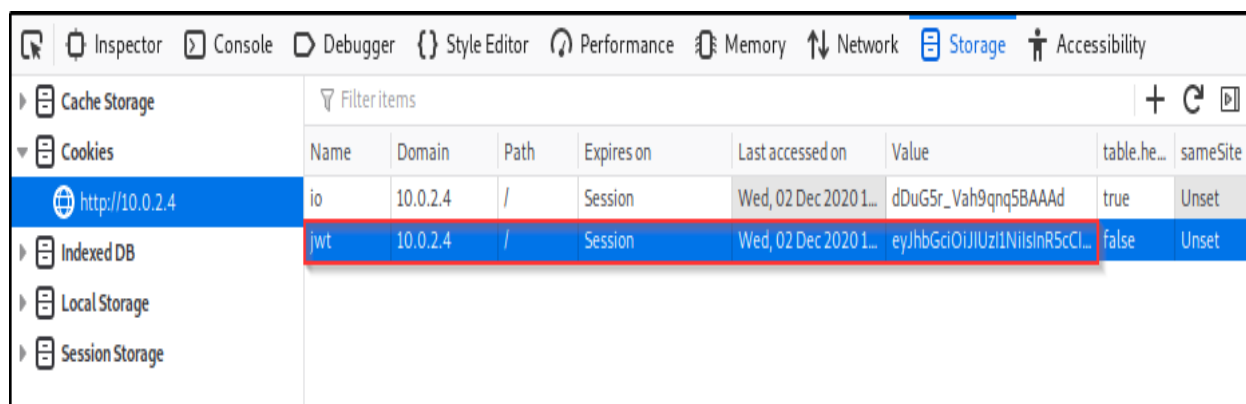 Inspector Console Debugger {} Style Editor Performance Memory Network Storage Accessibility
Cache Storage
Filter items
Cookies
Name Domain Path Expires on Last accessed on Value table.he... sameSite
http://10.0.2.4
io 10.0.2.4 / Session Wed, 02 Dec 2020 1... dDuG5r_Vah9qnq5BAAAd true Unset
jwt 10.0.2.4 / Session Wed, 02 Dec 2020 1... eyJhbGciOiJIUzI1NiIsInR5cCI... false Unset
Indexed DB
Local Storage
Session Storage